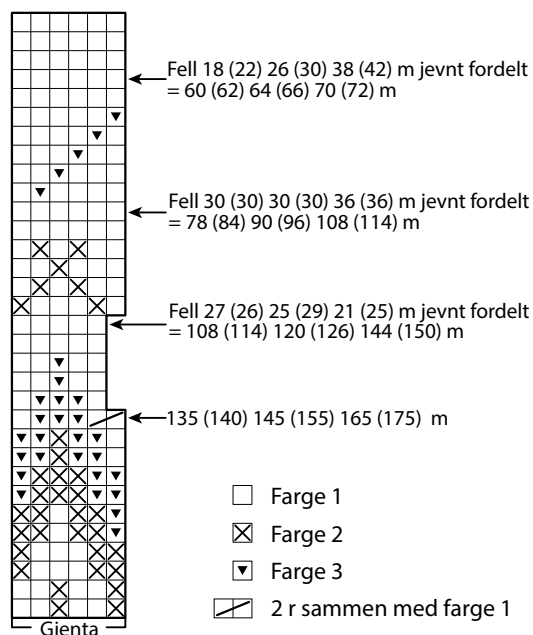 Fell 18 (22) 26 (30) 38 (42) m jevnt fordelt
= 60 (62) 64 (66) 70 (72) m
Fell 30 (30) 30 (30) 36 (36) m jevnt fordelt
= 78 (84) 90 (96) 108 (114) m
Fell 27 (26) 25 (29) 21 (25) m jevnt fordelt
= 108 (114) 120 (126) 144 (150) m
135 (140) 145 (155) 165 (175) m
Farge 1
Farge 2
Farge 3
2 r sammen med farge 1
Gjenta